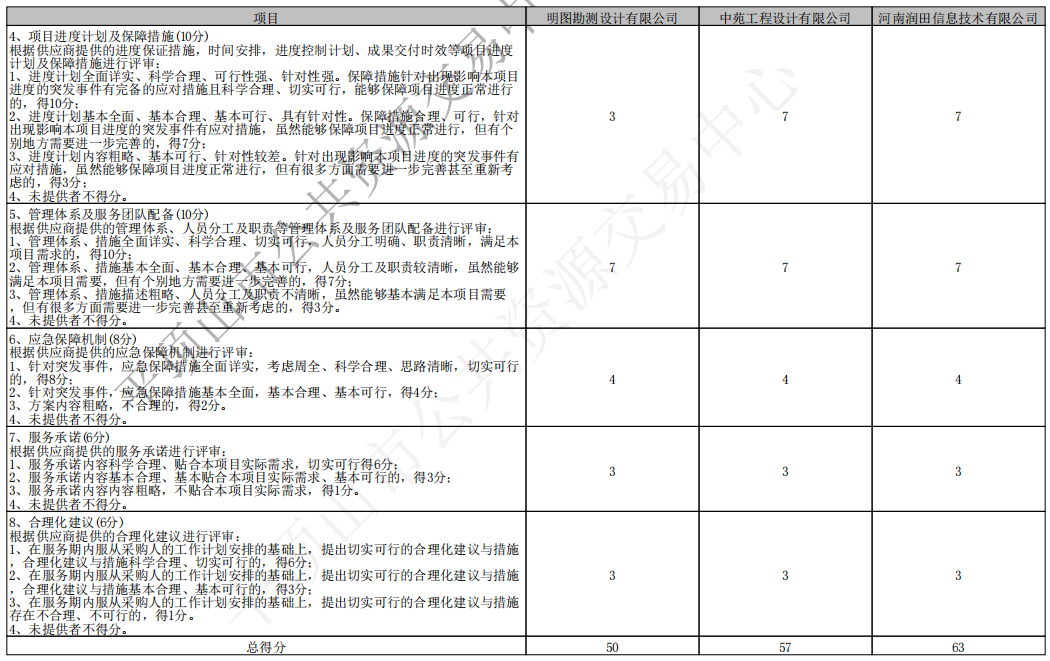 项目 明图勘测设计有限公司 中苑工程设计有限公司 河南润田信息技术有限公司
4、项目进度计划及保障措施(10分)
根据供应商提供的进度保证措施，时间安排，进度控制计划、成果交付时效等项目进度
计划及保障措施进行评审：
1、进度计划全面详实、科学合理、可行性强、针对性强。保障措施针对出现影响本项目
进度的突发事件有完备的应对措施且科学合理、切实可行，能够保障项目进度正常进行
的，得10分；
2、进度计划基本全面、基本合理、基本可行、具有针对性。保障措施合理、可行，针对
出现影响本项目进度的突发事件有应对措施，虽然能够保障项目进度正常进行，但有个
别地方需要进一步完善的，得7分；
3、进度计划内容粗略、基本可行、针对性较差。针对出现影响本项目进度的突发事件有
应对措施，虽然能够保障项目进度正常进行，但有很多方面需要进一步完善甚至重新考
虑的，得3分；
4、未提供者不得分。
3 7 7
5、管理体系及服务团队配备(10分)
根据供应商提供的管理体系、人员分工及职责等管理体系及服务团队配备进行评审：
1、管理体系、措施全面详实、科学合理、切实可行，人员分工明确、职责清晰，满足本
项目需求的，得10分；
2、管理体系、措施基本全面、基本合理、基本可行，人员分工及职责较清晰，虽然能够
满足本项目需要，但有个别地方需要进一步完善的，得7分；
3、管理体系、措施描述粗略、人员分工及职责不清晰，虽然能够基本满足本项目需要
，但有很多方面需要进一步完善甚至重新考虑的，得3分。
4、未提供者不得分。
7 7 7
6、应急保障机制(8分)
根据供应商提供的应急保障机制进行评审：
1、针对突发事件，应急保障措施全面详实，考虑周全、科学合理、思路清晰，切实可行
的，得8分；
2、针对突发事件，应急保障措施基本全面，基本合理、基本可行，得4分；
3、方案内容粗略，不合理的，得2分。
4、未提供者不得分。
4 4 4
7、服务承诺(6分)
根据供应商提供的服务承诺进行评审：
1、服务承诺内容科学合理、贴合本项目实际需求，切实可行得6分；
2、服务承诺内容基本合理、基本贴合本项目实际需求、基本可行的，得3分；
3、服务承诺内容内容粗略，不贴合本项目实际需求，得1分。
4、未提供者不得分。
3 3 3
8、合理化建议(6分)
根据供应商提供的合理化建议进行评审：
1、在服务期内服从采购人的工作计划安排的基础上，提出切实可行的合理化建议与措施
，合理化建议与措施科学合理、切实可行的，得6分；
2、在服务期内服从采购人的工作计划安排的基础上，提出切实可行的合理化建议与措施
，合理化建议与措施基本合理、基本可行的，得3分；
3、在服务期内服从采购人的工作计划安排的基础上，提出切实可行的合理化建议与措施
存在不合理、不可行的，得1分。
4、未提供者不得分。
3 3 3
总得分 50 57 63
平顶山市公共资源交易中心
平顶山市公共资源交易中心